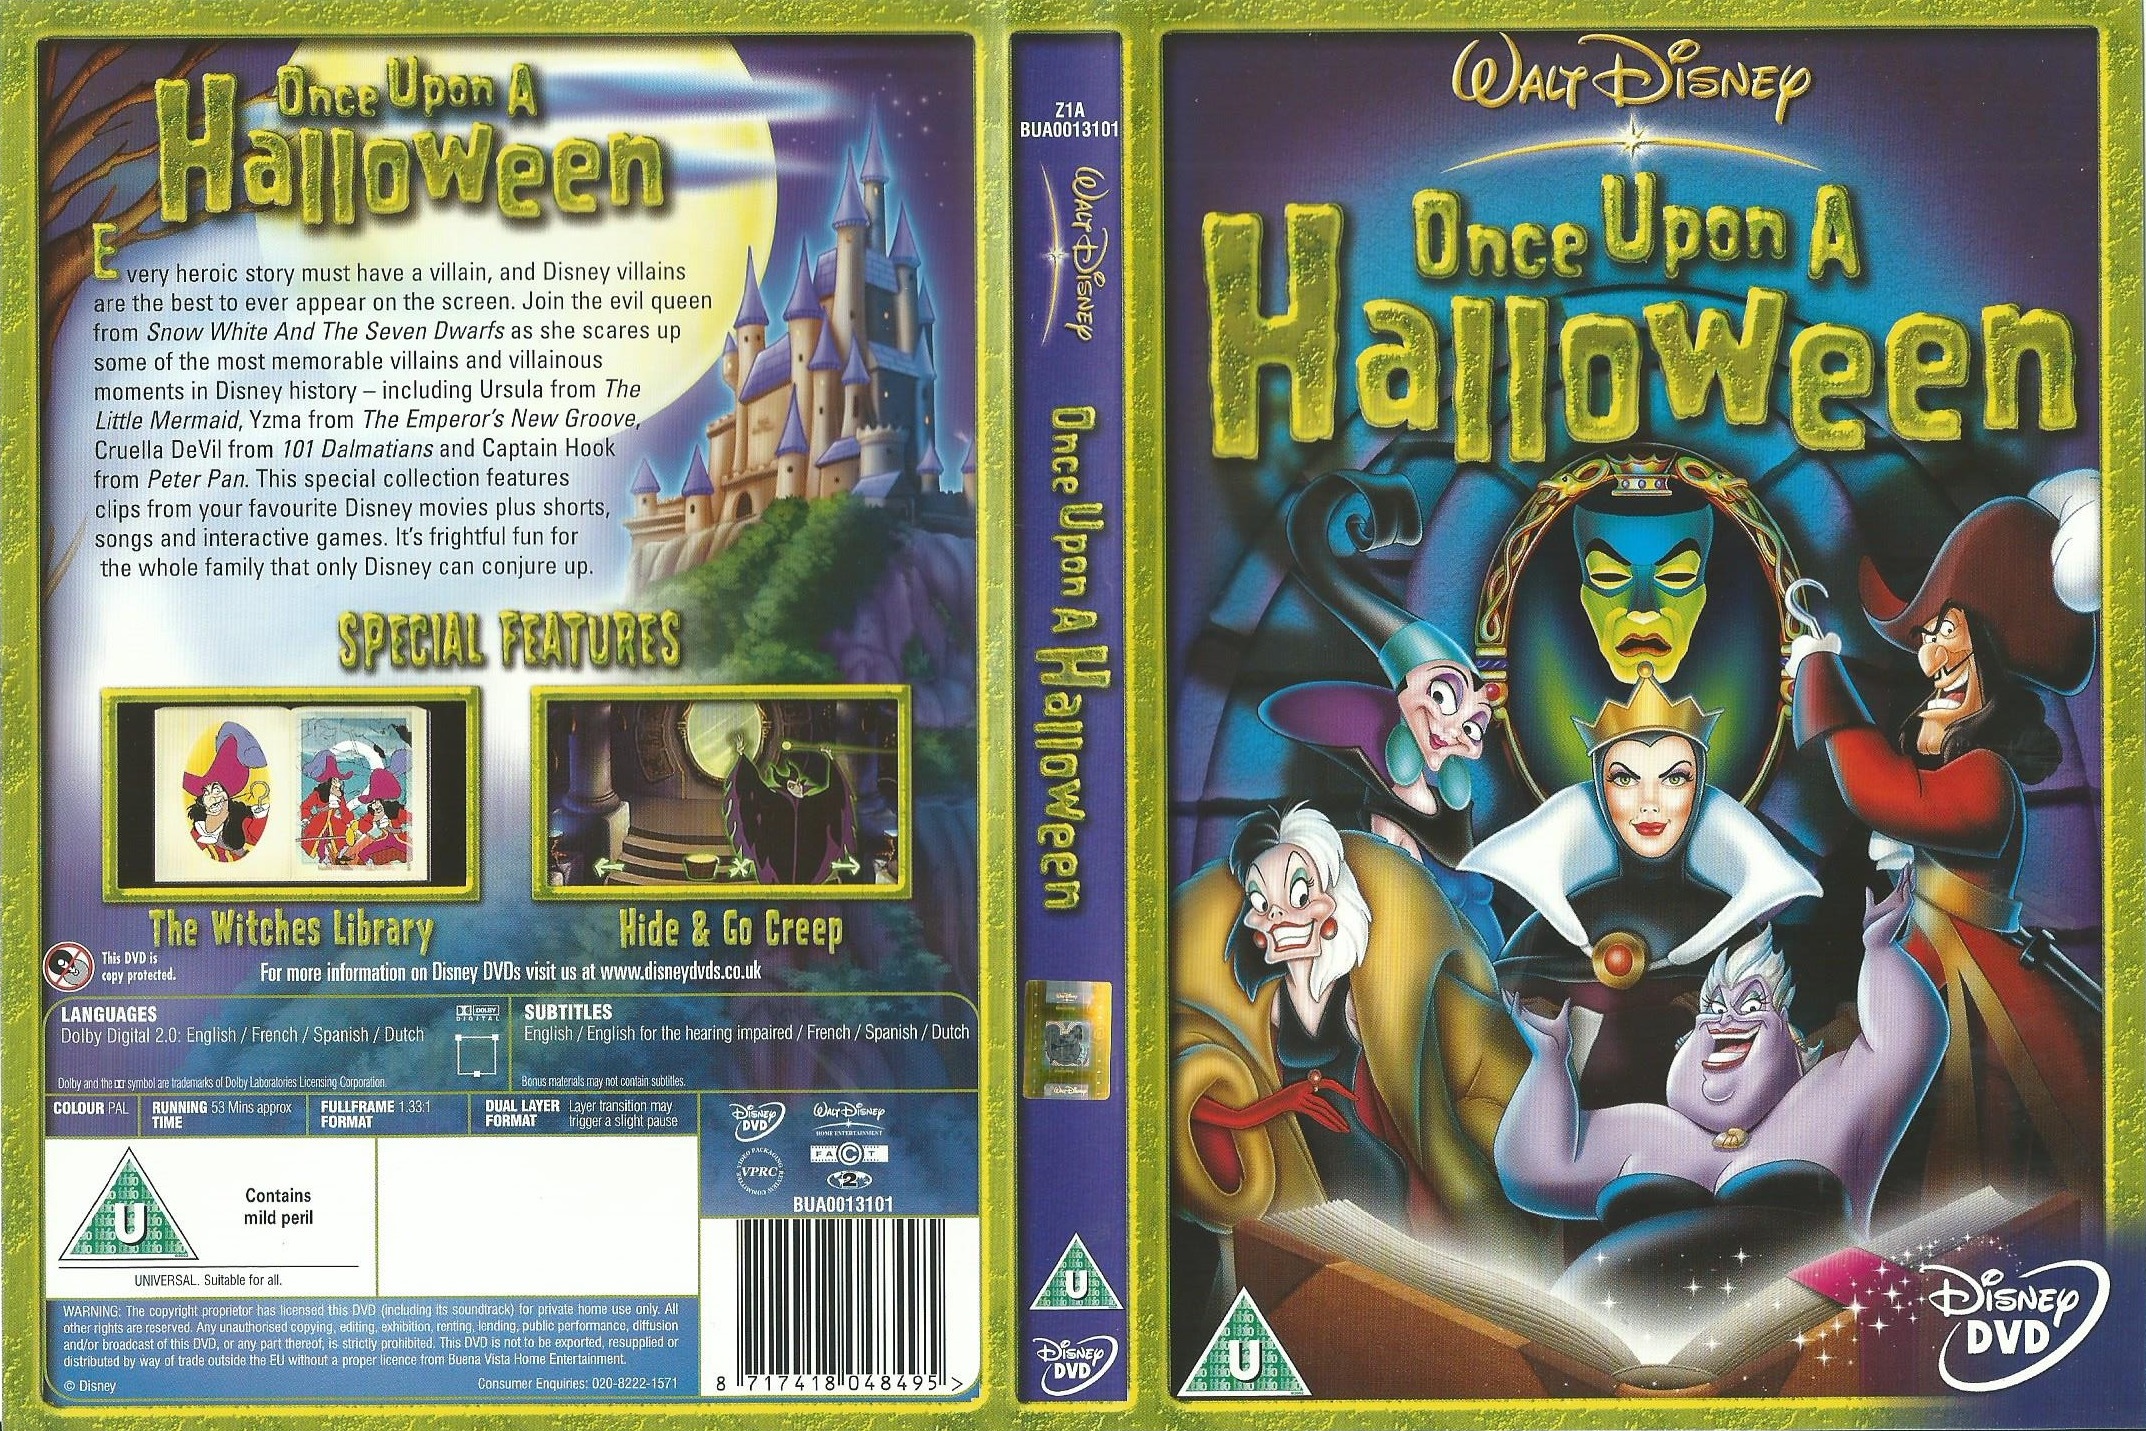 Once Upon A
Halloween
Every heroic story must have a villain, and Disney villains
are the best to ever appear on the screen. Join the evil queen
from Snow White And The Seven Dwarfs as she scares up
some of the most memorable villains and villainous
moments in Disney history – including Ursula from The
Little Mermaid, Yzma from The Emperor's New Groove,
Cruella DeVil from 101 Dalmatians and Captain Hook
from Peter Pan. This special collection features
clips from your favourite Disney movies plus shorts,
songs and interactive games. It's frightful fun for
the whole family that only Disney can conjure up.
SPECIAL FEATURES
The Witches Library
Hide & Go Creep
This DVD is
copy protected.
For more information on Disney DVDs visit us at www.disneydvds.co.uk
LANGUAGES
Dolby Digital 2.0: English / French / Spanish / Dutch
DOLBY
DIGITAL
Dolby and the symbol are trademarks of Dolby Laboratories Licensing Corporation.
SUBTITLES
English / English for the hearing impaired / French / Spanish / Dutch
Bonus materials may not contain subtitles.
COLOUR PAL
RUNNING 53 Mins approx
TIME
FULLFRAME 1.33:1
FORMAT
DUAL LAYER Layer transition may
FORMAT trigger a slight pause
U
Contains
mild peril
UNIVERSAL. Suitable for all.
Disney
DVD
Walt Disney
HOME ENTERTAINMENT
VIDEO PACKAGING REVIEW COMMITTEE
VPRC
FACT
2
BUA0013101
WARNING: The copyright proprietor has licensed this DVD (including its soundtrack) for private home use only. All
other rights are reserved. Any unauthorised copying, editing, exhibition, renting, lending, public performance, diffusion
and/or broadcast of this DVD, or any part thereof, is strictly prohibited. This DVD is not to be exported, resupplied or
distributed by way of trade outside the EU without a proper licence from Buena Vista Home Entertainment.
© Disney
Consumer Enquiries: 020-8222-1571
8 717418 048495 >
Z1A
BUA0013101
Walt Disney
Once Upon A Halloween
U
Disney
DVD
Walt Disney
Once Upon A
Halloween
U
Disney
DVD